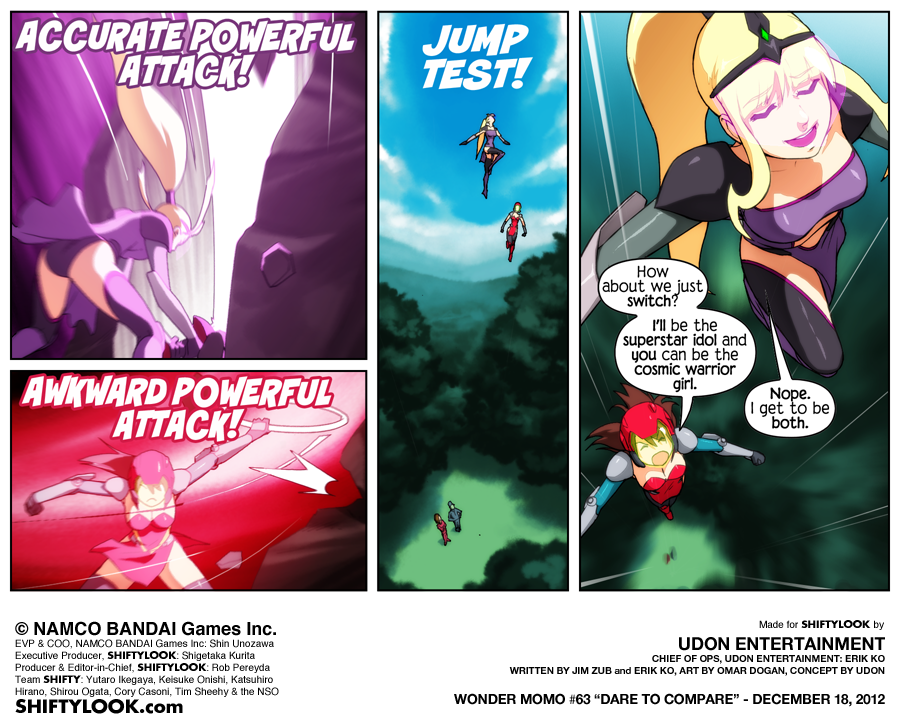 ACCURATE POWERFUL
ATTACK!
AWKWARD POWERFUL
ATTACK!
JUMP
TEST!
How
about we just
switch?
I'll be the
superstar idol and
you can be the
cosmic warrior
girl.
Nope.
I get to be
both.
© NAMCO BANDAI Games Inc.
EVP & COO, NAMCO BANDAI Games Inc: Shin Unozawa
Executive Producer, SHIFTYLOOK: Shigetaka Kurita
Producer & Editor-in-Chief, SHIFTYLOOK: Rob Pereyda
Team SHIFTY: Yutaro Ikegaya, Keisuke Onishi, Katsuhiro
Hirano, Shirou Ogata, Cory Casoni, Tim Sheehy & the NSO
SHIFTYLOOK.com
Made for SHIFTYLOOK by
UDON ENTERTAINMENT
CHIEF OF OPS, UDON ENTERTAINMENT: ERIK KO
WRITTEN BY JIM ZUB and ERIK KO, ART BY OMAR DOGAN, CONCEPT BY UDON
WONDER MOMO #63 “DARE TO COMPARE” - DECEMBER 18, 2012